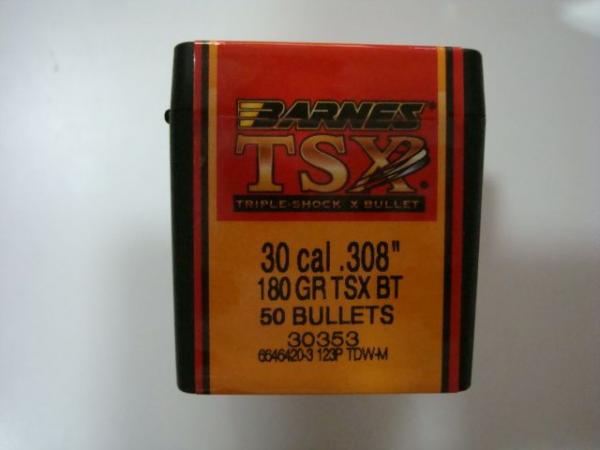 BARNES®
TSX®
TRIPLE-SHOCK X BULLET
30 cal .308"
180 GR TSX BT
50 BULLETS
30353
6646420-3 123P TDW-M